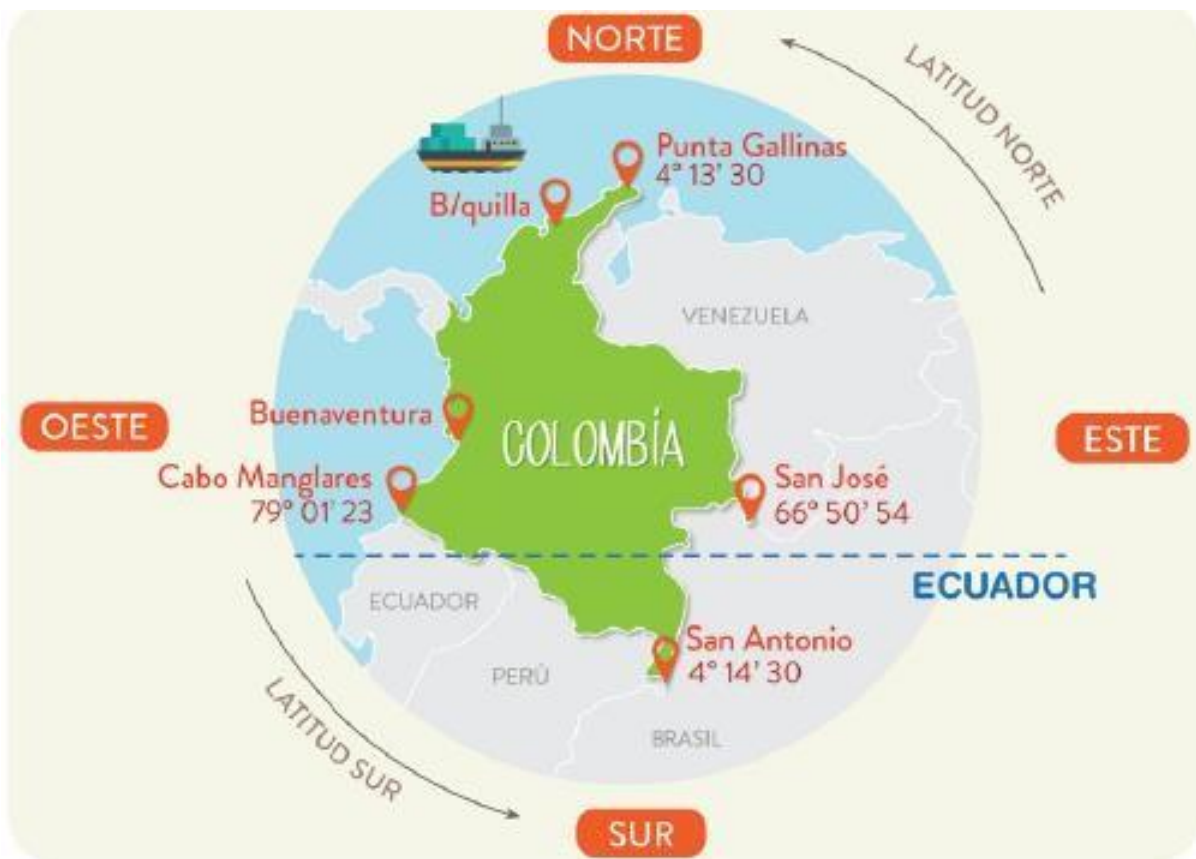 NORTE
LATITUD NORTE
Punta Gallinas
4° 13' 30
B/quilla
VENEZUELA
OESTE
Buenaventura
COLOMBÍA
ESTE
Cabo Manglares
79° 01' 23
San José
66° 50' 54
ECUADOR
ECUADOR
San Antonio
4° 14' 30
PERÚ
BRASIL
LATITUD SUR
SUR